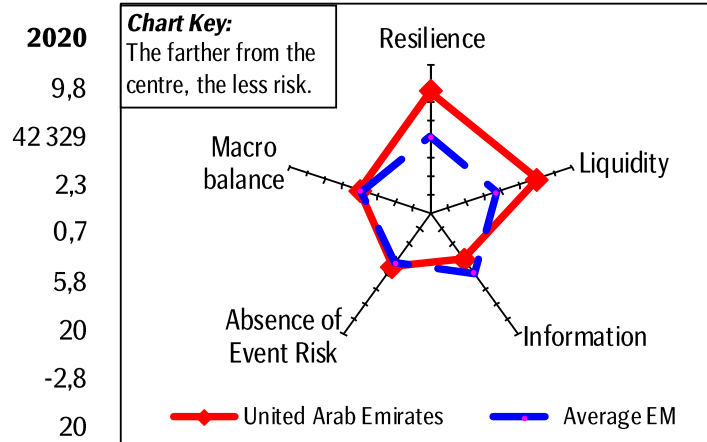 2020
9,8
42 329
2,3
0,7
5,8
20
-2,8
20
Chart Key:
The farther from the
centre, the less risk.
Resilience
Liquidity
Information
Absence of
Event Risk
Macro
balance
United Arab Emirates
Average EM